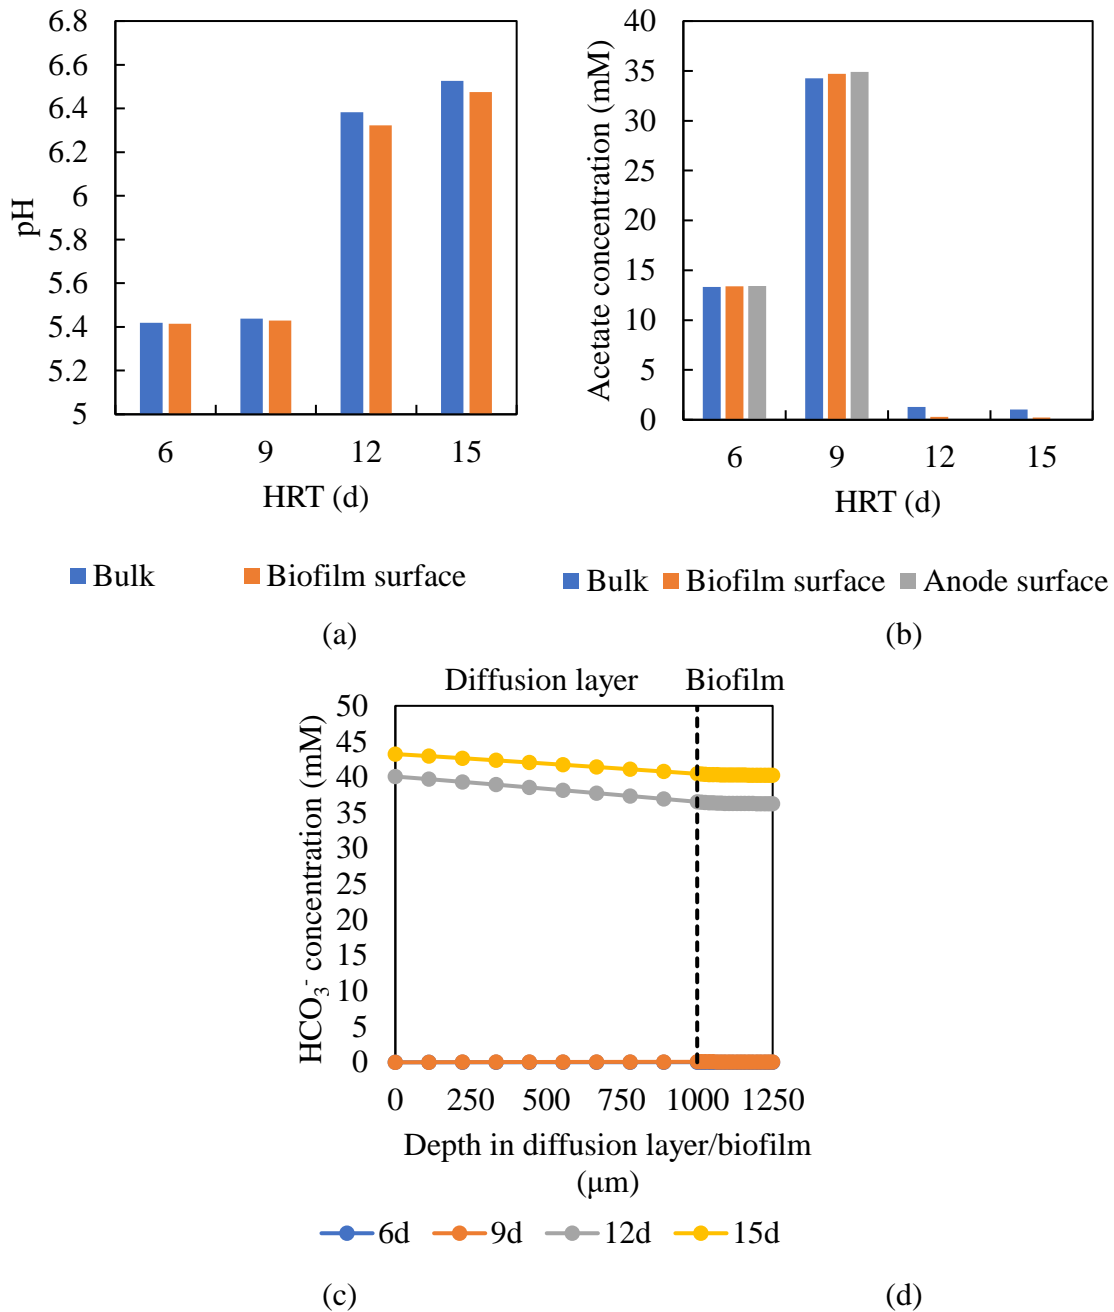 6.8
6.6
6.4
6.2
6
5.8
5.6
5.4
5.2
5
pH
6 9 12 15
HRT (d)
Bulk Biofilm surface
(a)
40
35
30
25
20
15
10
5
0
Acetate concentration (mM)
6 9 12 15
HRT (d)
Bulk Biofilm surface Anode surface
(b)
Diffusion layer Biofilm
50
45
40
35
30
25
20
15
10
5
0
HCO₃⁻ concentration (mM)
0 250 500 750 1000 1250
Depth in diffusion layer/biofilm
(μm)
6d 9d 12d 15d
(c) (d)